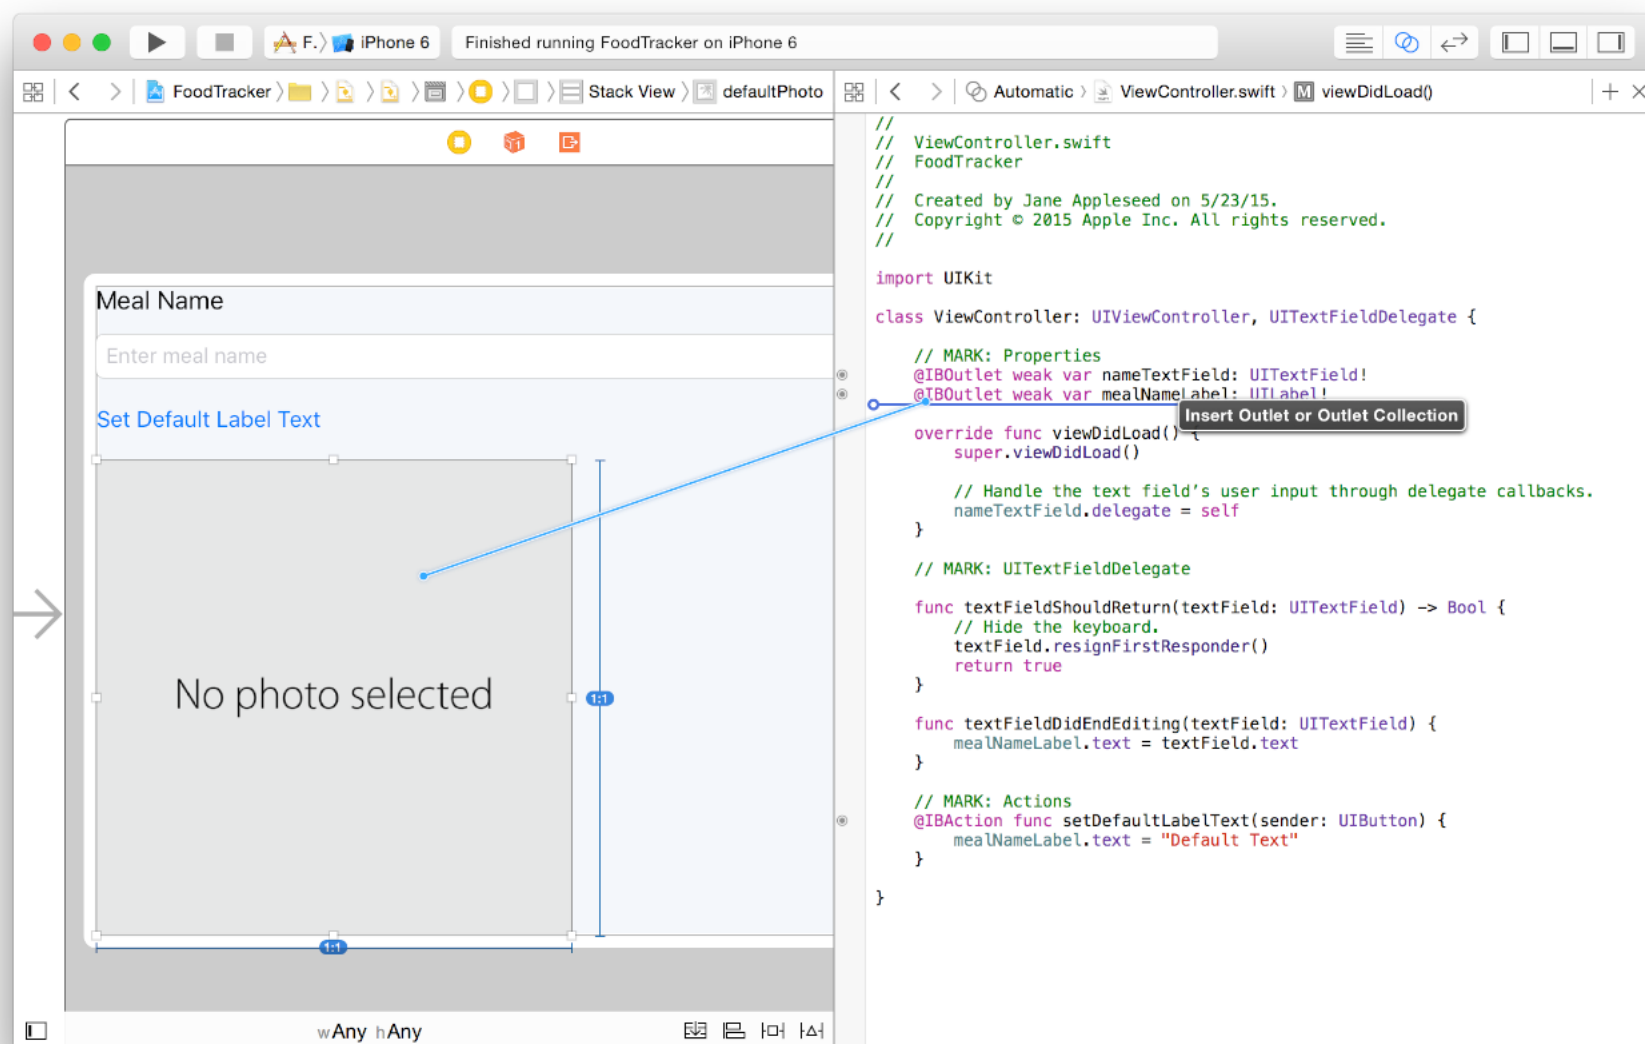 F. iPhone 6
Finished running FoodTracker on iPhone 6
FoodTracker Stack View defaultPhoto
Automatic ViewController.swift M viewDidLoad()
Meal Name
Enter meal name
Set Default Label Text
No photo selected
1:1
1:1
wAny hAny
//
//  ViewController.swift
//  FoodTracker
//
//  Created by Jane Appleseed on 5/23/15.
//  Copyright © 2015 Apple Inc. All rights reserved.
//
import UIKit
class ViewController: UIViewController, UITextFieldDelegate {
// MARK: Properties
@IBOutlet weak var nameTextField: UITextField!
@IBOutlet weak var mealNameLabel: UILabel!
Insert Outlet or Outlet Collection
override func viewDidLoad() {
super.viewDidLoad()
// Handle the text field’s user input through delegate callbacks.
nameTextField.delegate = self
}
// MARK: UITextFieldDelegate
func textFieldShouldReturn(textField: UITextField) -> Bool {
// Hide the keyboard.
textField.resignFirstResponder()
return true
}
func textFieldDidEndEditing(textField: UITextField) {
mealNameLabel.text = textField.text
}
// MARK: Actions
@IBAction func setDefaultLabelText(sender: UIButton) {
mealNameLabel.text = "Default Text"
}
}